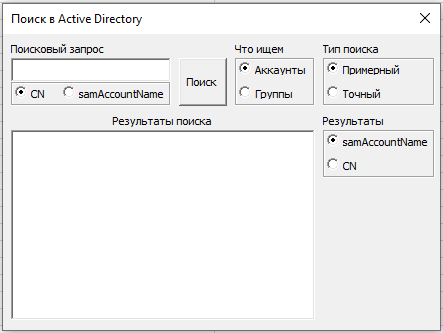 Поиск в Active Directory
Поисковый запрос
CN
samAccountName
Поиск
Что ищем
Аккаунты
Группы
Тип поиска
Примерный
Точный
Результаты поиска
Результаты
samAccountName
CN